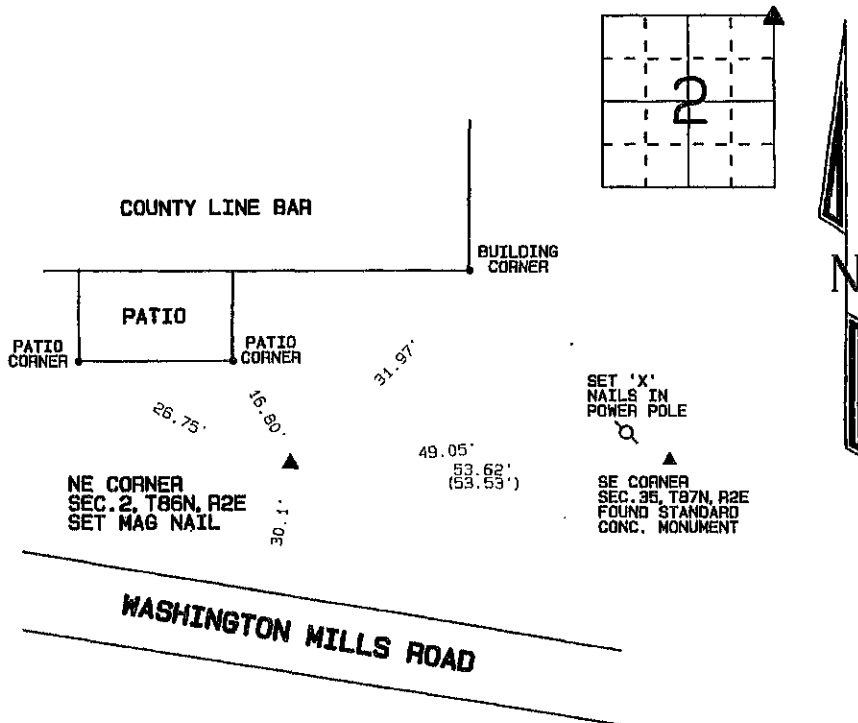 2
COUNTY LINE BAR
BUILDING
CORNER
N
PATIO
PATIO
CORNER
PATIO
CORNER
31.97'
SET 'X'
NAILS IN
POWER POLE
26.75'
16.80'
49.05'
53.62'
(53.53')
NE CORNER
SEC.2, T86N, R2E
SET MAG NAIL
30.1'
SE CORNER
SEC.35, T87N, R2E
FOUND STANDARD
CONC. MONUMENT
WASHINGTON MILLS ROAD